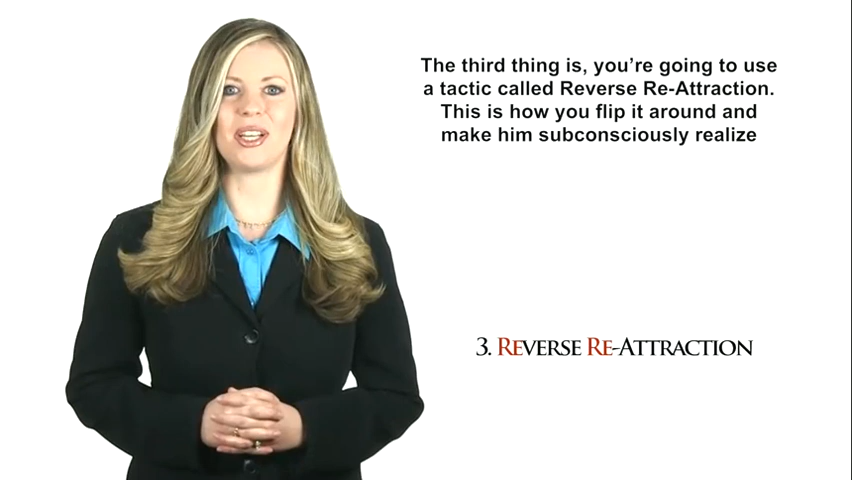 The third thing is, you're going to use
a tactic called Reverse Re-Attraction.
This is how you flip it around and
make him subconsciously realize
3. Reverse Re-Attraction